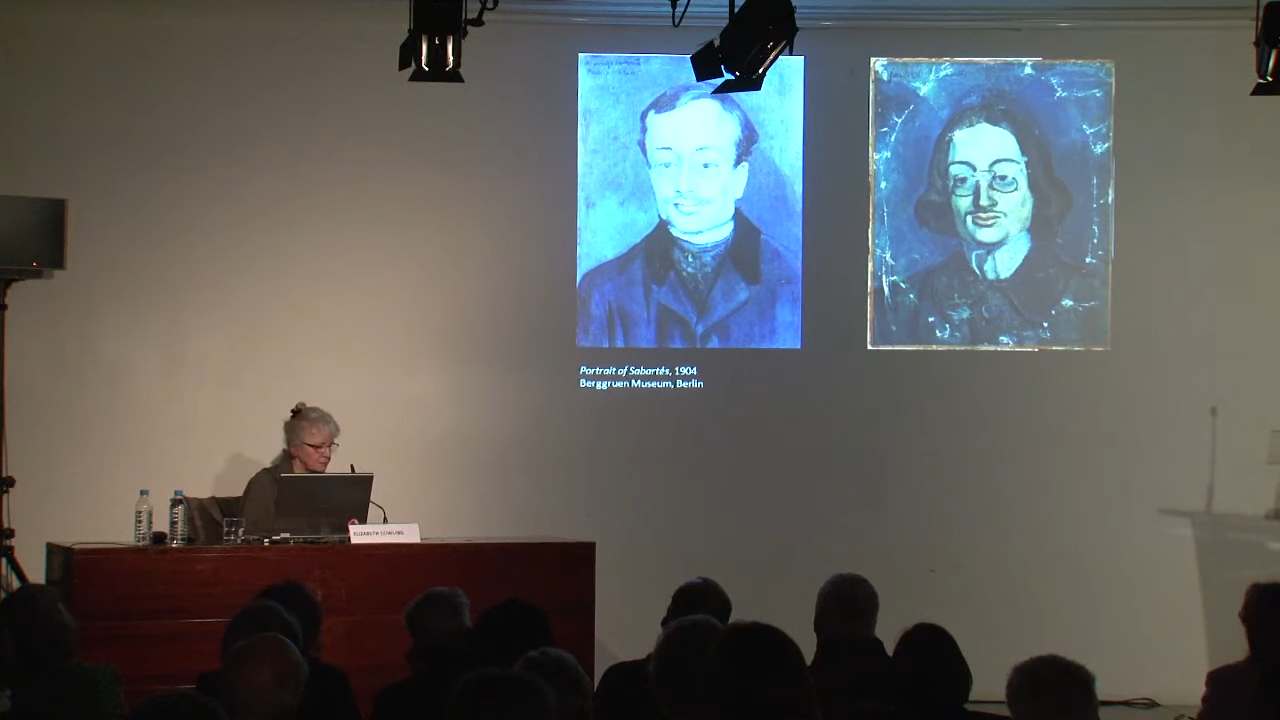 Portrait of Sabartés, 1904
Berggruen Museum, Berlin
ELIZABETH COWLING